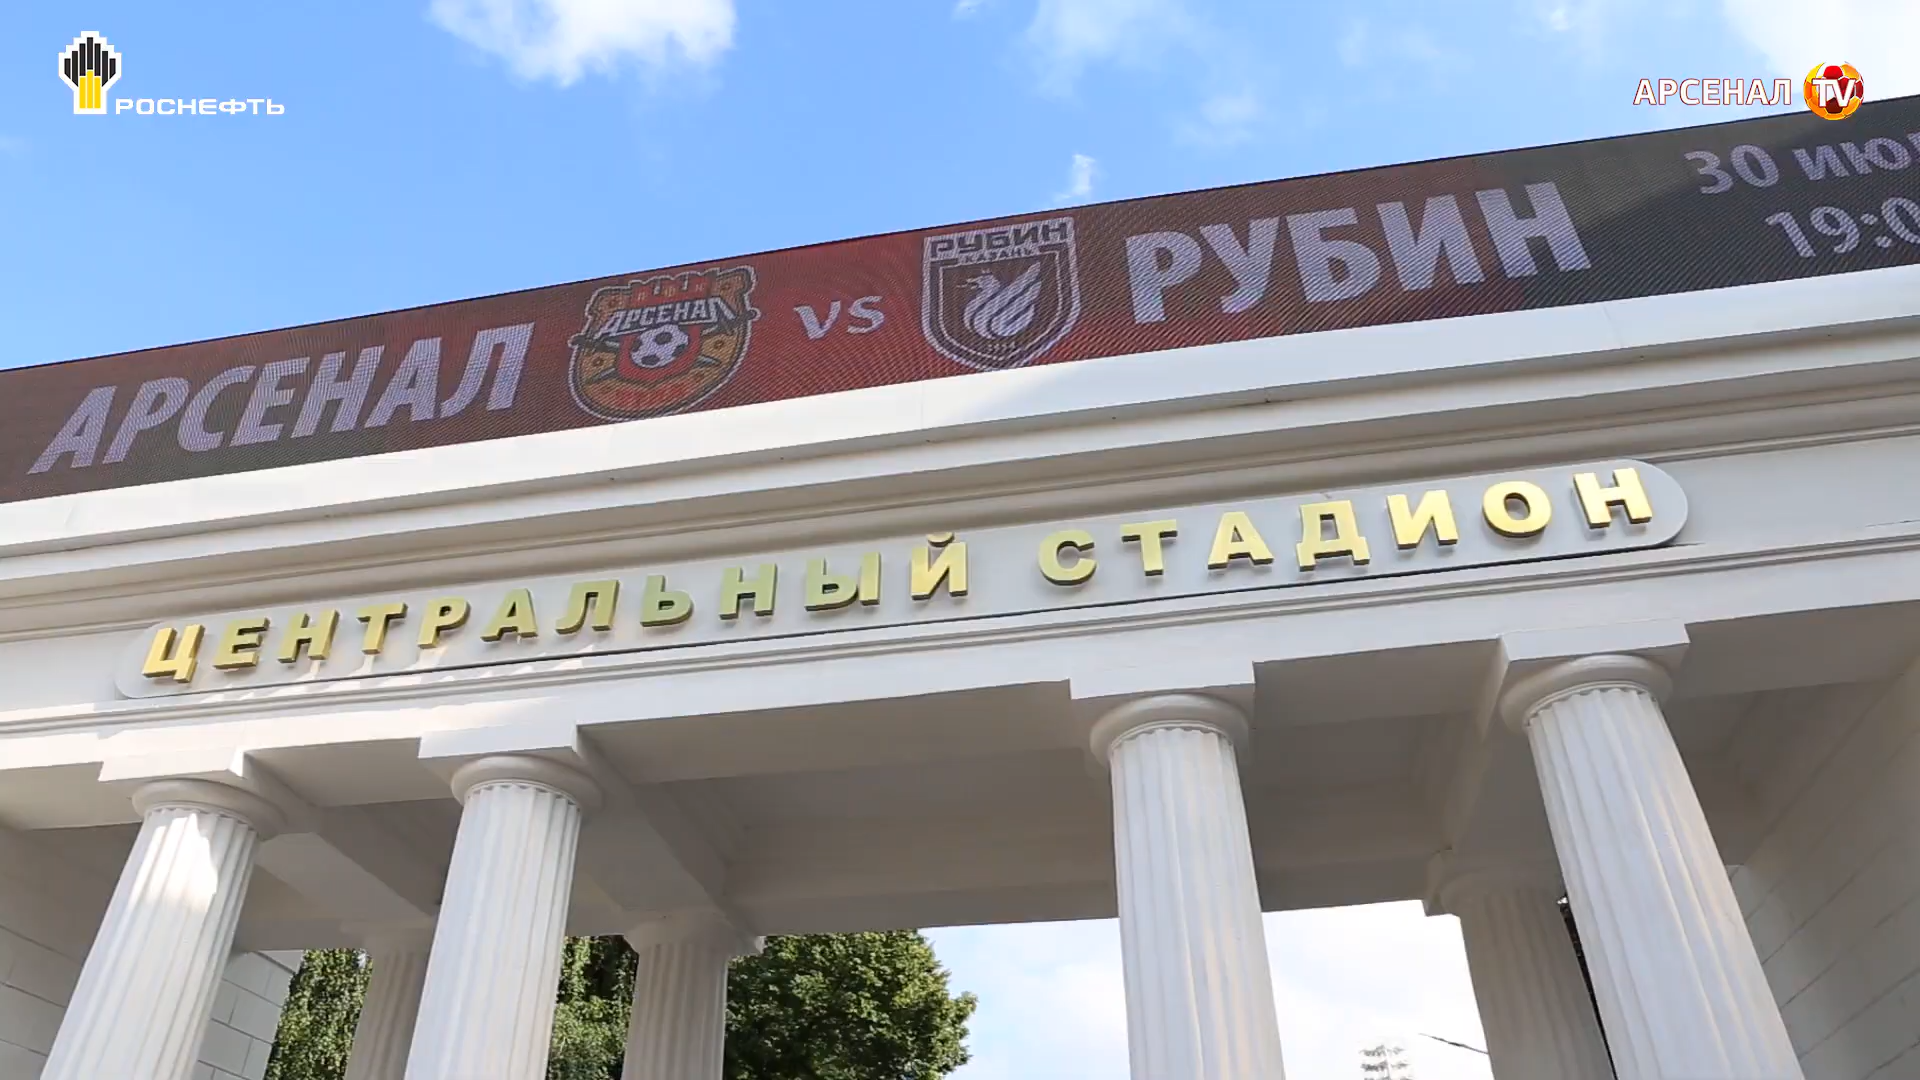 РОСНЕФТЬ
АРСЕНАЛ TV
АРСЕНАЛ
АРСЕНАЛ
vs
РУБИН
КАЗАНЬ
РУБИН
30
19:0
ЦЕНТРАЛЬНЫЙ СТАДИОН